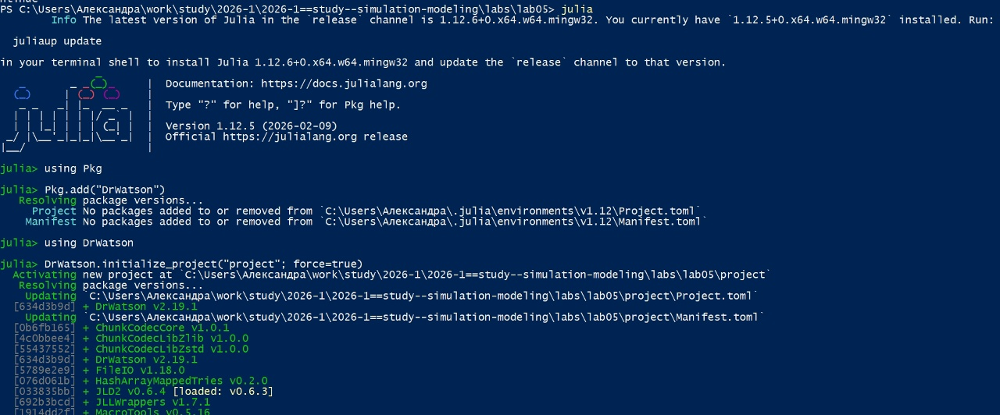 PS C:\Users\Александра\work\study\2026-1\2026-1==study--simulation-modeling\labs\lab05> julia
Info The latest version of Julia in the `release` channel is 1.12.6+0.x64.w64.mingw32. You currently have `1.12.5+0.x64.w64.mingw32` installed. Run:
juliaup update
in your terminal shell to install Julia 1.12.6+0.x64.w64.mingw32 and update the `release` channel to that version.
| Documentation: https://docs.julialang.org
|
| Type "?" for help, "]?" for Pkg help.
|
| Version 1.12.5 (2026-02-09)
| Official https://julialang.org release
|
julia> using Pkg
julia> Pkg.add("DrWatson")
Resolving package versions...
Project No packages added to or removed from `C:\Users\Александра\.julia\environments\v1.12\Project.toml`
Manifest No packages added to or removed from `C:\Users\Александра\.julia\environments\v1.12\Manifest.toml`
julia> using DrWatson
julia> DrWatson.initialize_project("project"; force=true)
Activating new project at `C:\Users\Александра\work\study\2026-1\2026-1==study--simulation-modeling\labs\lab05\project`
Resolving package versions...
Updating `C:\Users\Александра\work\study\2026-1\2026-1==study--simulation-modeling\labs\lab05\project\Project.toml`
[634d3b9d] + DrWatson v2.19.1
Updating `C:\Users\Александра\work\study\2026-1\2026-1==study--simulation-modeling\labs\lab05\project\Manifest.toml`
[0b6fb165] + ChunkCodecCore v1.0.1
[4c0bbee4] + ChunkCodecLibZlib v1.0.0
[55437552] + ChunkCodecLibZstd v1.0.0
[634d3b9d] + DrWatson v2.19.1
[5789e2e9] + FileIO v1.18.0
[076d061b] + HashArrayMappedTries v0.2.0
[033835bb] + JLD2 v0.6.4 [loaded: v0.6.3]
[692b3bcd] + JLLWrappers v1.7.1
[1914dd2f] + MacroTools v0.5.16